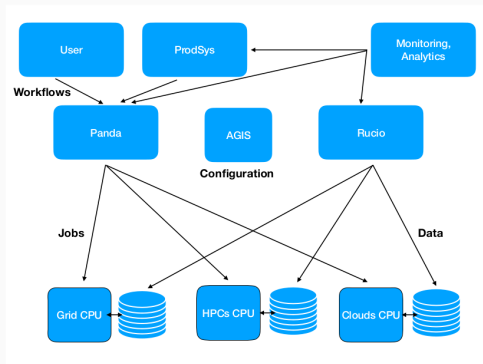 User
ProdSys
Monitoring,
Analytics
Workflows
Panda
AGIS
Rucio
Configuration
Jobs
Data
Grid CPU
HPCs CPU
Clouds CPU